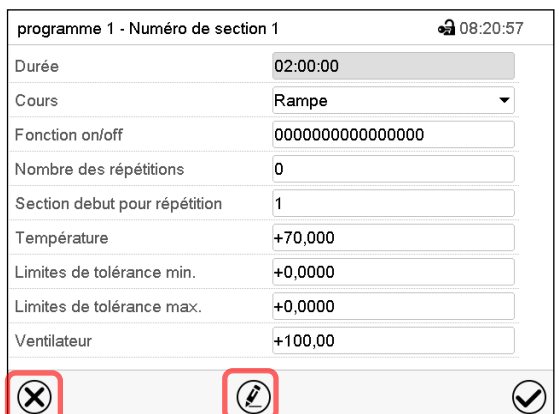 programme 1 - Numéro de section 1 08:20:57
Durée 02:00:00
Cours Rampe
Fonction on/off 0000000000000000
Nombre des répétitions 0
Section debut pour répétition 1
Température +70,000
Limites de tolérance min. +0,0000
Limites de tolérance max. +0,0000
Ventilateur +100,00